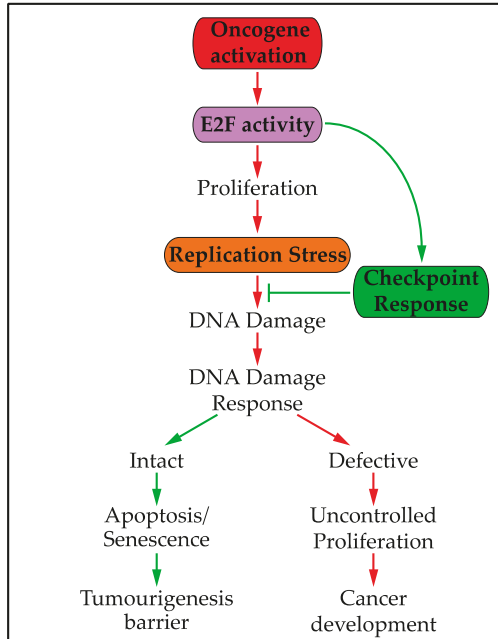 Oncogene
activation
E2F activity
Proliferation
Replication Stress
Checkpoint
Response
DNA Damage
DNA Damage
Response
Intact
Defective
Apoptosis/
Senescence
Uncontrolled
Proliferation
Tumourigenesis
barrier
Cancer
development